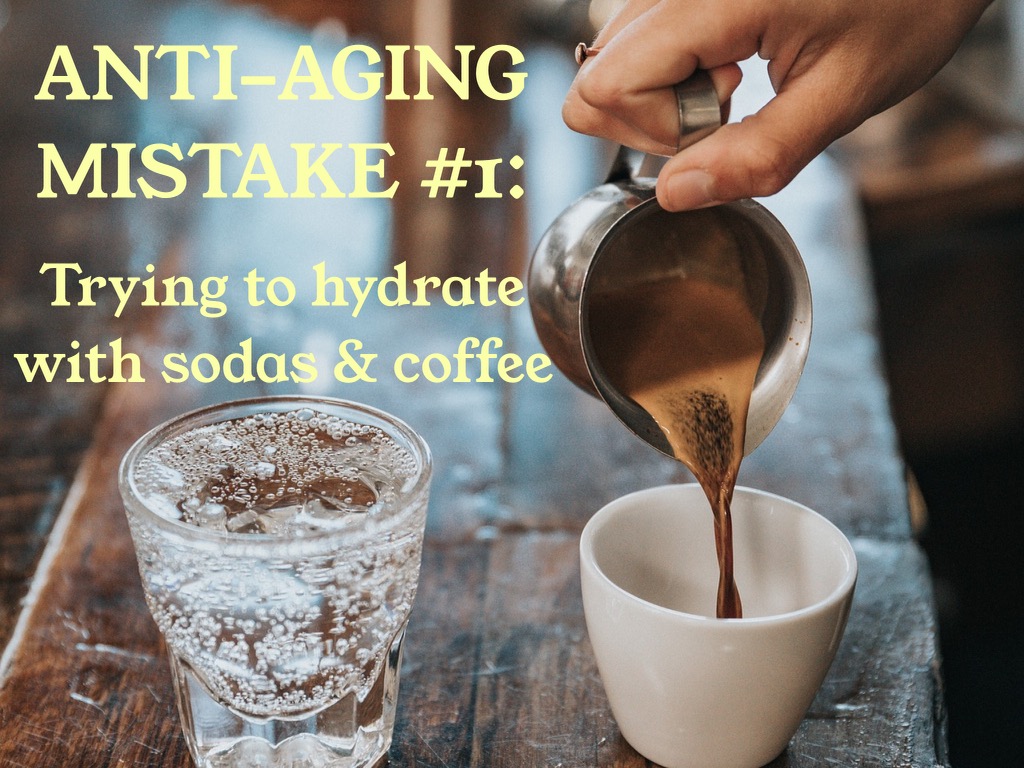 ANTI-AGING
MISTAKE #1:
Trying to hydrate
with sodas & coffee